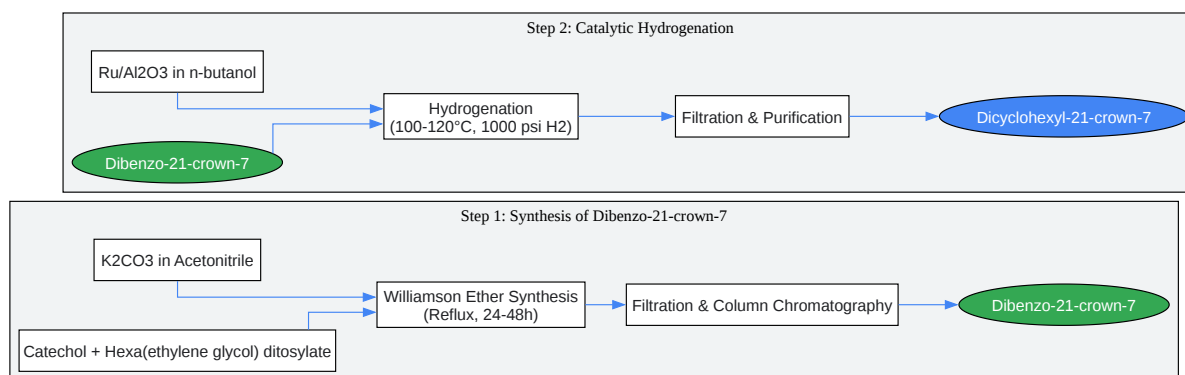 Step 2: Catalytic Hydrogenation
Ru/Al2O3 in n-butanol
Hydrogenation
(100-120°C, 1000 psi H2)
Filtration & Purification
Dicyclohexyl-21-crown-7
Dibenzo-21-crown-7
Step 1: Synthesis of Dibenzo-21-crown-7
K2CO3 in Acetonitrile
Williamson Ether Synthesis
(Reflux, 24-48h)
Filtration & Column Chromatography
Dibenzo-21-crown-7
Catechol + Hexa(ethylene glycol) ditosylate